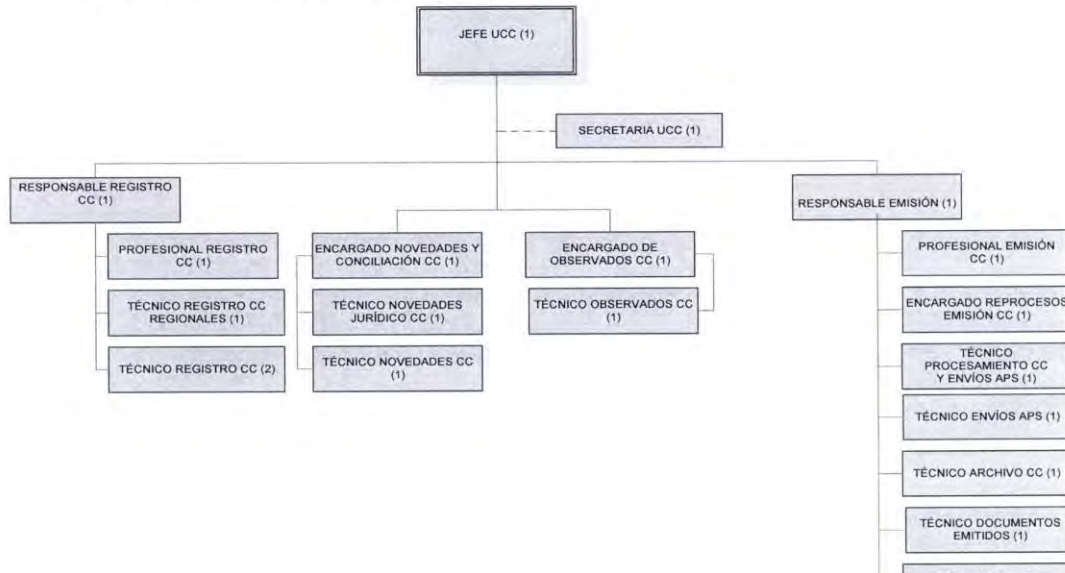 JEFE UCC (1)
SECRETARIA UCC (1)
RESPONSABLE REGISTRO
CC (1)
PROFESIONAL REGISTRO
CC (1)
TÉCNICO REGISTRO CC
REGIONALES (1)
TÉCNICO REGISTRO CC (2)
ENCARGADO NOVEDADES Y
CONCILIACIÓN CC (1)
TÉCNICO NOVEDADES
JURÍDICO CC (1)
TÉCNICO NOVEDADES CC
(1)
ENCARGADO DE
OBSERVADOS CC (1)
TÉCNICO OBSERVADOS CC
(1)
RESPONSABLE EMISIÓN (1)
PROFESIONAL EMISIÓN
CC (1)
ENCARGADO REPROCESOS
EMISIÓN CC (1)
TÉCNICO
PROCESAMIENTO CC
Y ENVÍOS APS (1)
TÉCNICO ENVÍOS APS (1)
TÉCNICO ARCHIVO CC (1)
TÉCNICO DOCUMENTOS
EMITIDOS (1)